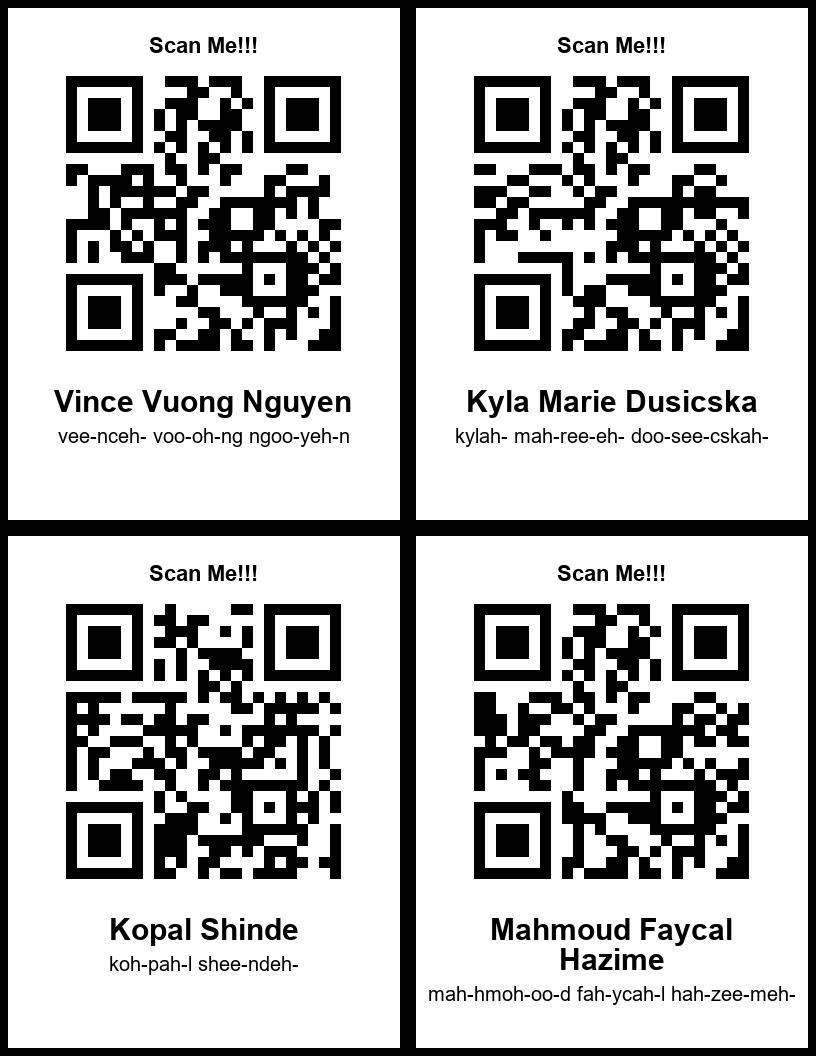 Scan Me!!!
Vince Vuong Nguyen
vee-nceh- voo-oh-ng ngoo-yeh-n
Scan Me!!!
Kyla Marie Dusicska
kylah- mah-ree-eh- doo-see-cskah-
Scan Me!!!
Kopal Shinde
koh-pah-l shee-ndeh-
Scan Me!!!
Mahmoud Faycal
Hazime
mah-hmoh-oo-d fah-ycah-l hah-zee-meh-